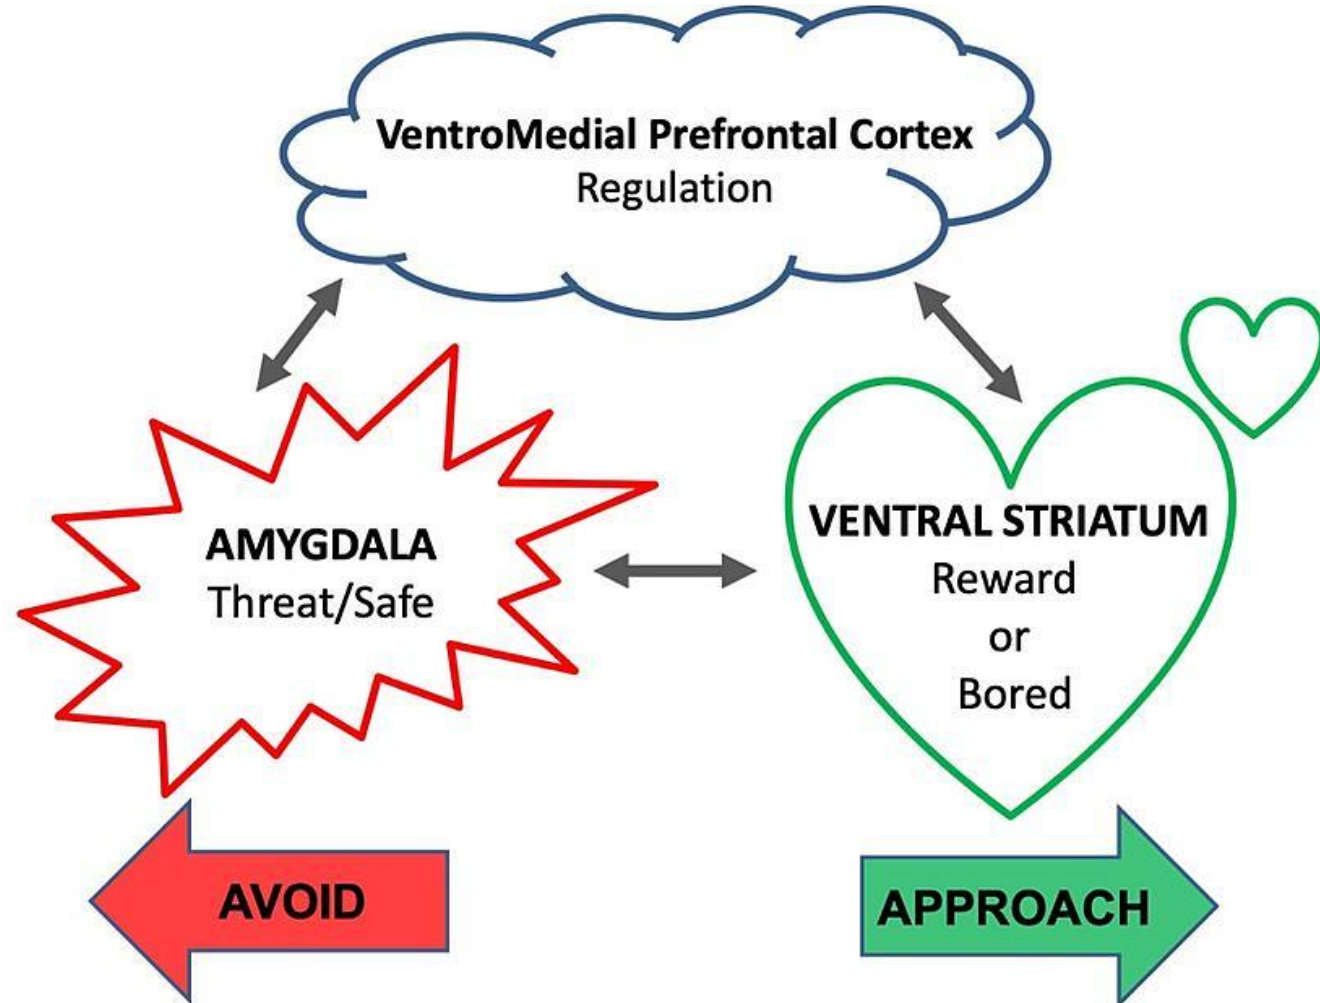 VentroMedial Prefrontal Cortex
Regulation
AMYGDALA
Threat/Safe
VENTRAL STRIATUM
Reward
or
Bored
AVOID
APPROACH